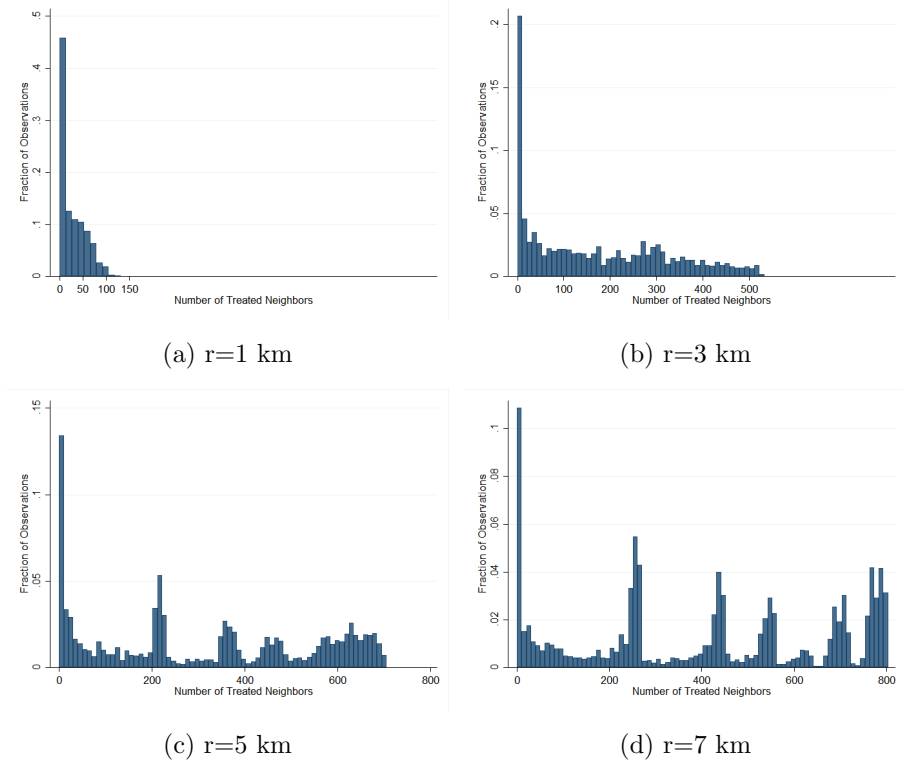 Fraction of Observations
.5
.4
.3
.2
.1
0
0 50 100 150
Number of Treated Neighbors
(a) r=1 km
Fraction of Observations
.2
.15
.1
.05
0
0 100 200 300 400 500
Number of Treated Neighbors
(b) r=3 km
Fraction of Observations
.15
.1
.05
0
0 200 400 600 800
Number of Treated Neighbors
(c) r=5 km
Fraction of Observations
.1
.08
.06
.04
.02
0
0 200 400 600 800
Number of Treated Neighbors
(d) r=7 km